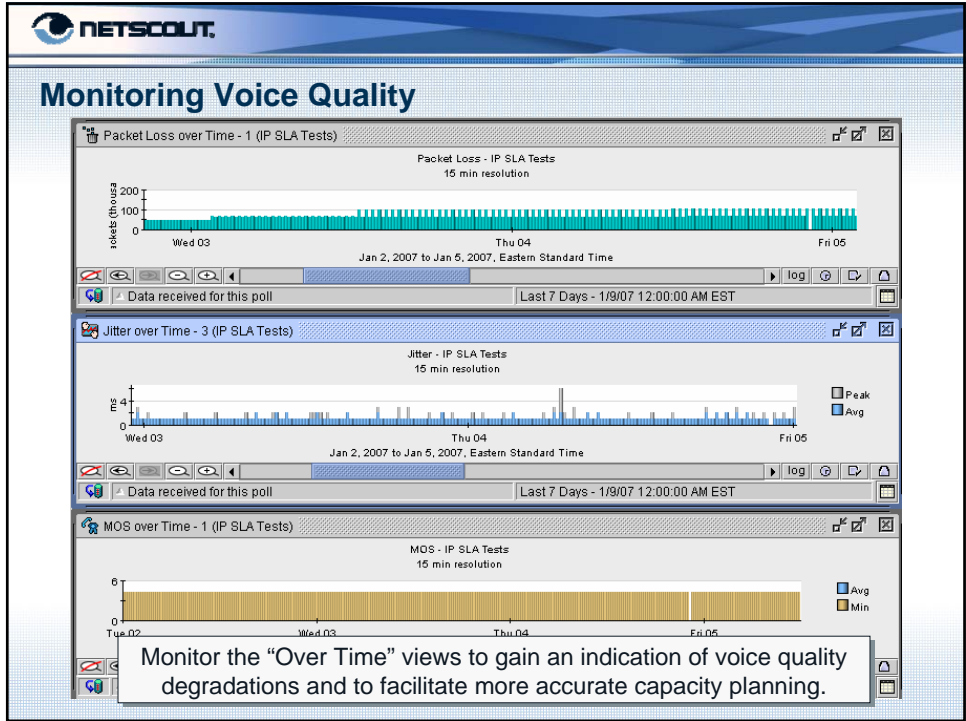 NETSCOUT.
Monitoring Voice Quality
Packet Loss over Time - 1 (IP SLA Tests)
Packet Loss - IP SLA Tests
15 min resolution
ackets (thousa
200
100
0
Wed 03 Thu 04 Fri 05
Jan 2, 2007 to Jan 5, 2007, Eastern Standard Time
log
Data received for this poll Last 7 Days - 1/9/07 12:00:00 AM EST
Jitter over Time - 3 (IP SLA Tests)
Jitter - IP SLA Tests
15 min resolution
ms
4
0
Peak
Avg
Wed 03 Thu 04 Fri 05
Jan 2, 2007 to Jan 5, 2007, Eastern Standard Time
log
Data received for this poll Last 7 Days - 1/9/07 12:00:00 AM EST
MOS over Time - 1 (IP SLA Tests)
MOS - IP SLA Tests
15 min resolution
6
0
Avg
Min
Tue 02 Wed 03 Thu 04 Fri 05
Monitor the “Over Time” views to gain an indication of voice quality
degradations and to facilitate more accurate capacity planning.